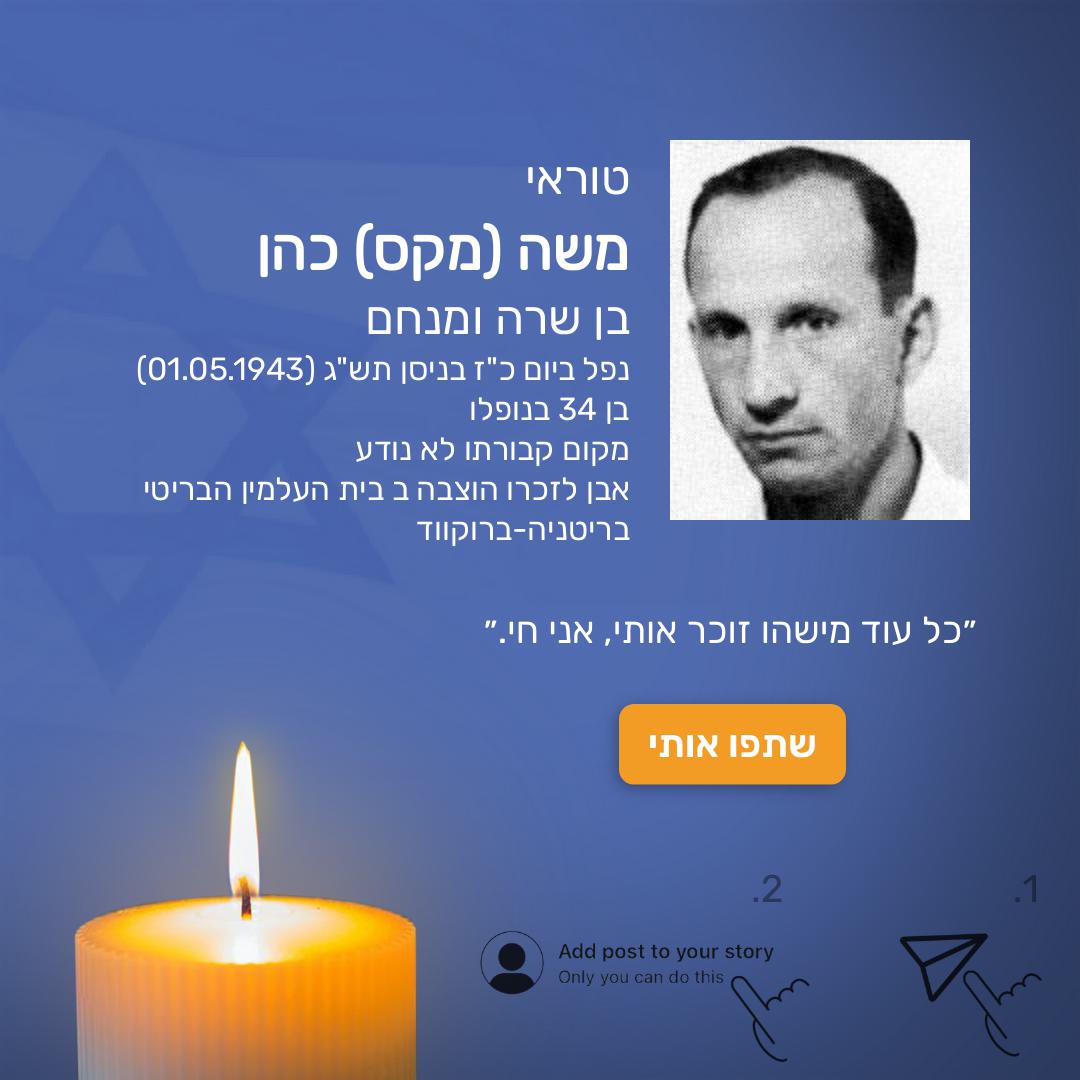 טוראי
משה (מקס) כהן
בן שרה ומנחם
נפל ביום כ"ז בניסן תש"ג (01.05.1943)
בן 34 בנופלו
מקום קבורתו לא נודע
אבן לזכרו הוצבה ב בית העלמין הבריטי
בריטניה-ברוקווד
״כל עוד מישהו זוכר אותי, אני חי.״
שתפו אותי
1.
2.
Add post to your story
Only you can do this